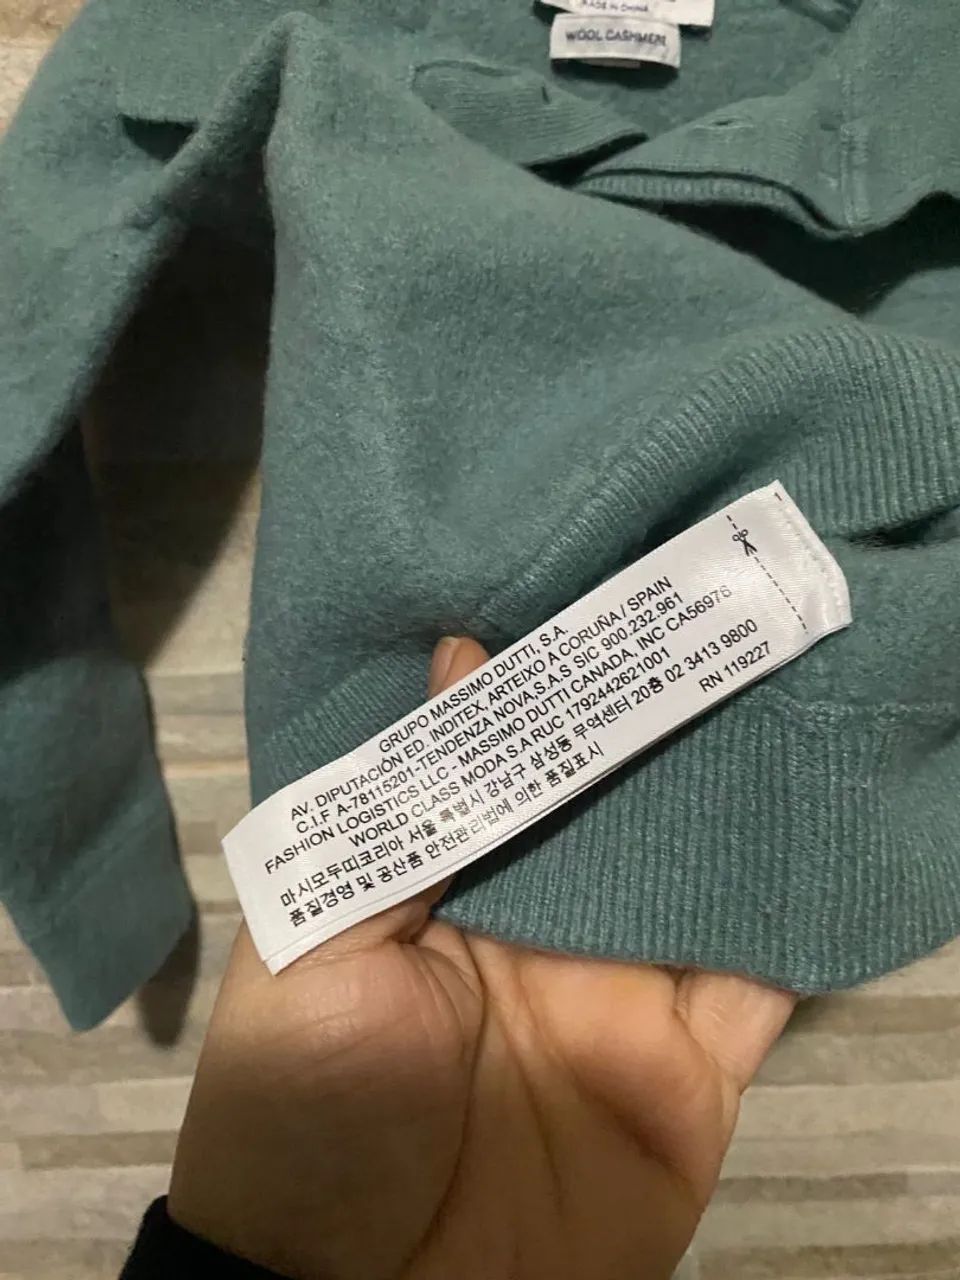 MADE IN CHINA
WOOL CASHMERE
GRUPO MASSIMO DUTTI, S.A.
AV. DIPUTACIÓN ED. INDITEX, ARTEIXO A CORUÑA / SPAIN
C.I.F A-78115201-TENDENZA NOVA,S.A.S SIC 900.232.961
FASHION LOGISTICS LLC - MASSIMO DUTTI CANADA, INC CA56976
WORLD CLASS MODA S.A RUC 1792442621001
마시모두띠코리아 서울 특별시 강남구 삼성동 무역센터 20층 02 3413 9800
품질경영 및 공산품 안전관리법에 의한 품질표시
RN 119227